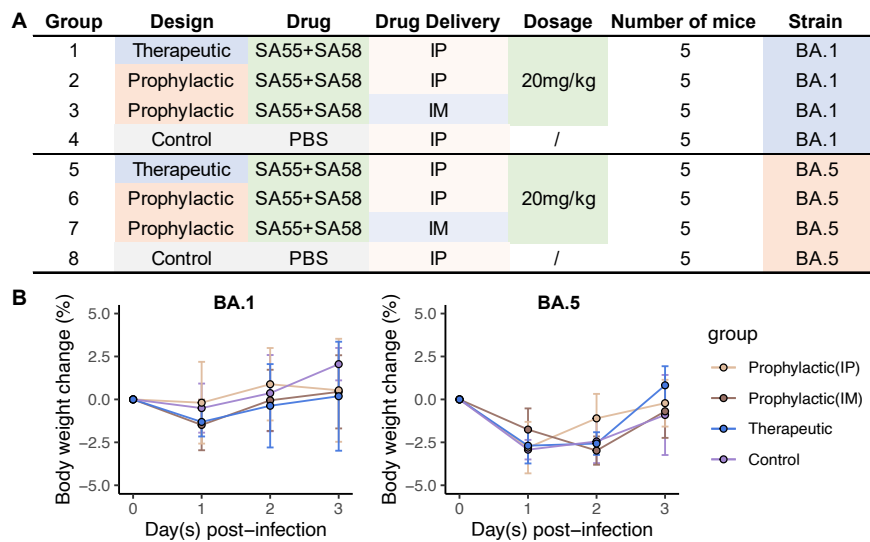 A Group Design Drug Drug Delivery Dosage Number of mice Strain
1 Therapeutic SA55+SA58 IP 5 BA.1
2 Prophylactic SA55+SA58 IP 20mg/kg 5 BA.1
3 Prophylactic SA55+SA58 IM 5 BA.1
4 Control PBS IP / 5 BA.1
5 Therapeutic SA55+SA58 IP 5 BA.5
6 Prophylactic SA55+SA58 IP 20mg/kg 5 BA.5
7 Prophylactic SA55+SA58 IM 5 BA.5
8 Control PBS IP / 5 BA.5
B
BA.1
Body weight change (%)
5.0
2.5
0.0
−2.5
−5.0
0 1 2 3
Day(s) post−infection
BA.5
Body weight change (%)
5.0
2.5
0.0
−2.5
−5.0
0 1 2 3
Day(s) post−infection
group
Prophylactic(IP)
Prophylactic(IM)
Therapeutic
Control